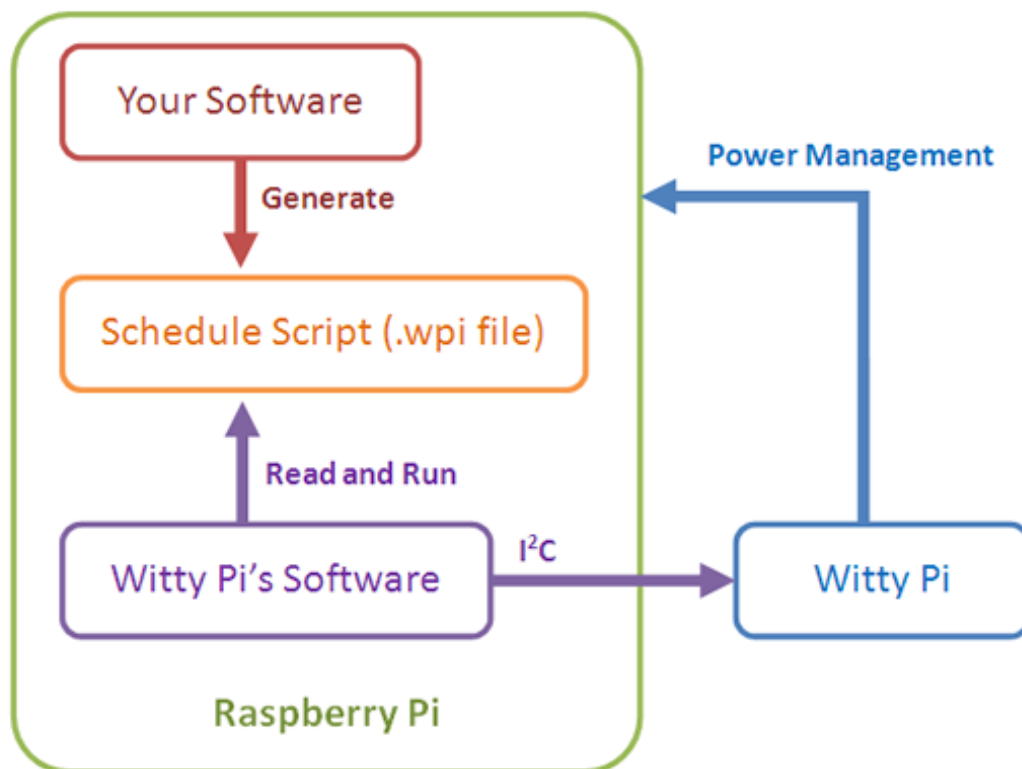 Your Software
Power Management
Generate
Schedule Script (.wpi file)
Read and Run
I²C
Witty Pi’s Software
Witty Pi
Raspberry Pi